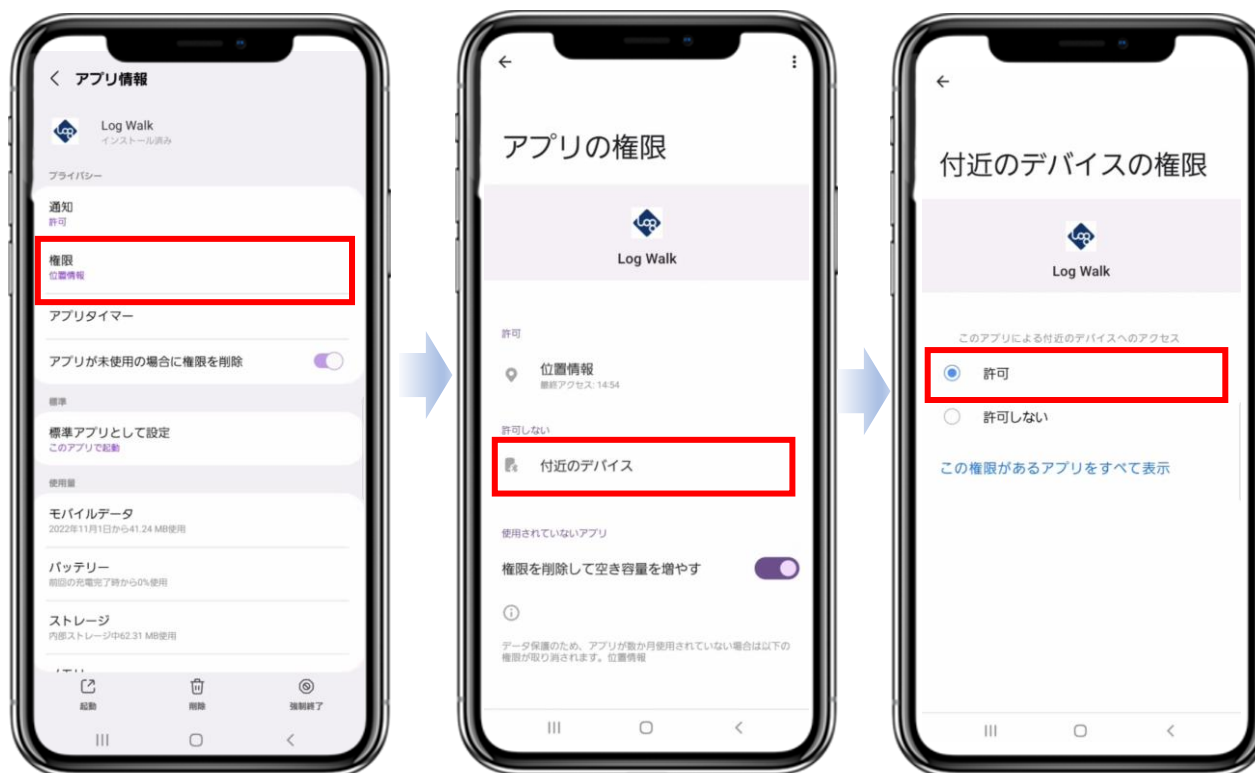 アプリ情報
Log
Log Walk
インストール済み
プライバシー
通知
許可
権限
位置情報
アプリタイマー
アプリが未使用の場合に権限を削除
標準
標準アプリとして設定
このアプリで起動
使用量
モバイルデータ
2022年11月1日から41.24 MB使用
バッテリー
前回の充電完了時から0%使用
ストレージ
内部ストレージ中62.31 MB使用
起動
削除
強制終了
アプリの権限
Log
Log Walk
許可
位置情報
最終アクセス: 14:54
許可しない
付近のデバイス
使用されていないアプリ
権限を削除して空き容量を増やす
データ保護のため、アプリが数か月使用されていない場合は以下の
権限が取り消されます。位置情報
付近のデバイスの権限
Log
Log Walk
このアプリによる付近のデバイスへのアクセス
許可
許可しない
この権限があるアプリをすべて表示